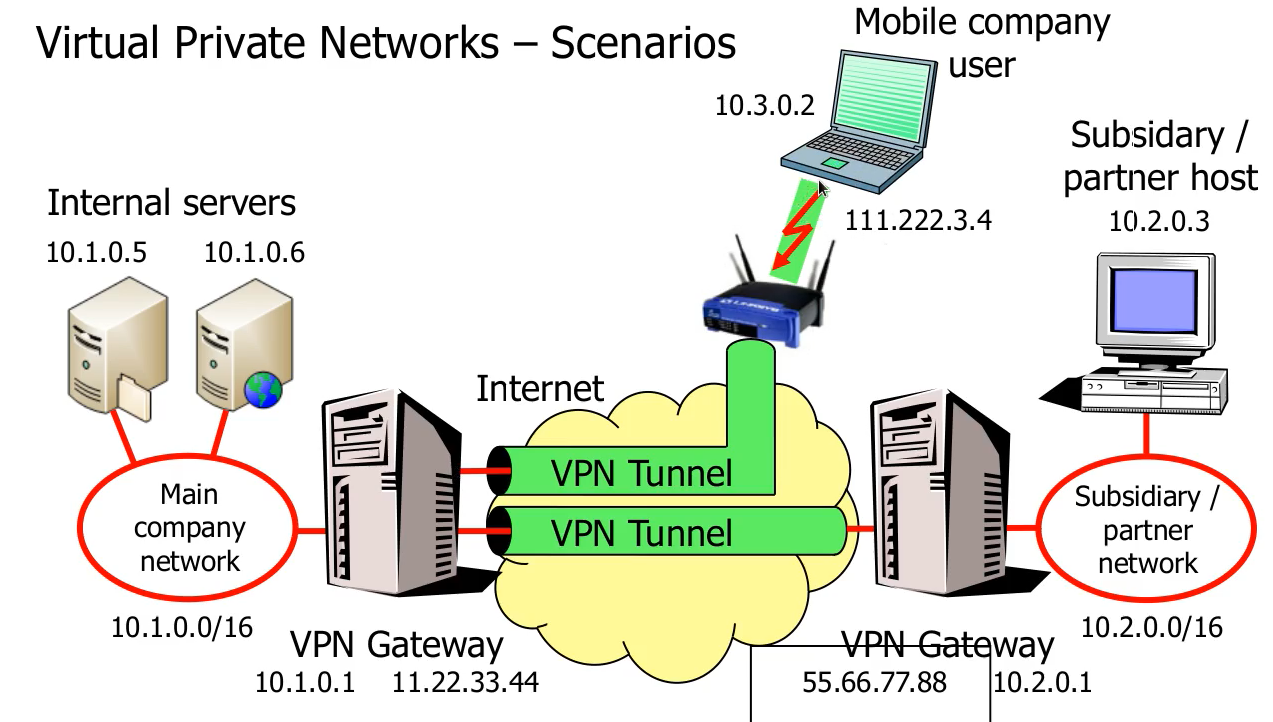 Virtual Private Networks – Scenarios
Mobile company
user
10.3.0.2
111.222.3.4
Subsidary /
partner host
10.2.0.3
Internal servers
10.1.0.5
10.1.0.6
Internet
VPN Tunnel
VPN Tunnel
Main
company
network
10.1.0.0/16
VPN Gateway
10.1.0.1
11.22.33.44
VPN Gateway
55.66.77.88
10.2.0.1
Subsidiary /
partner
network
10.2.0.0/16